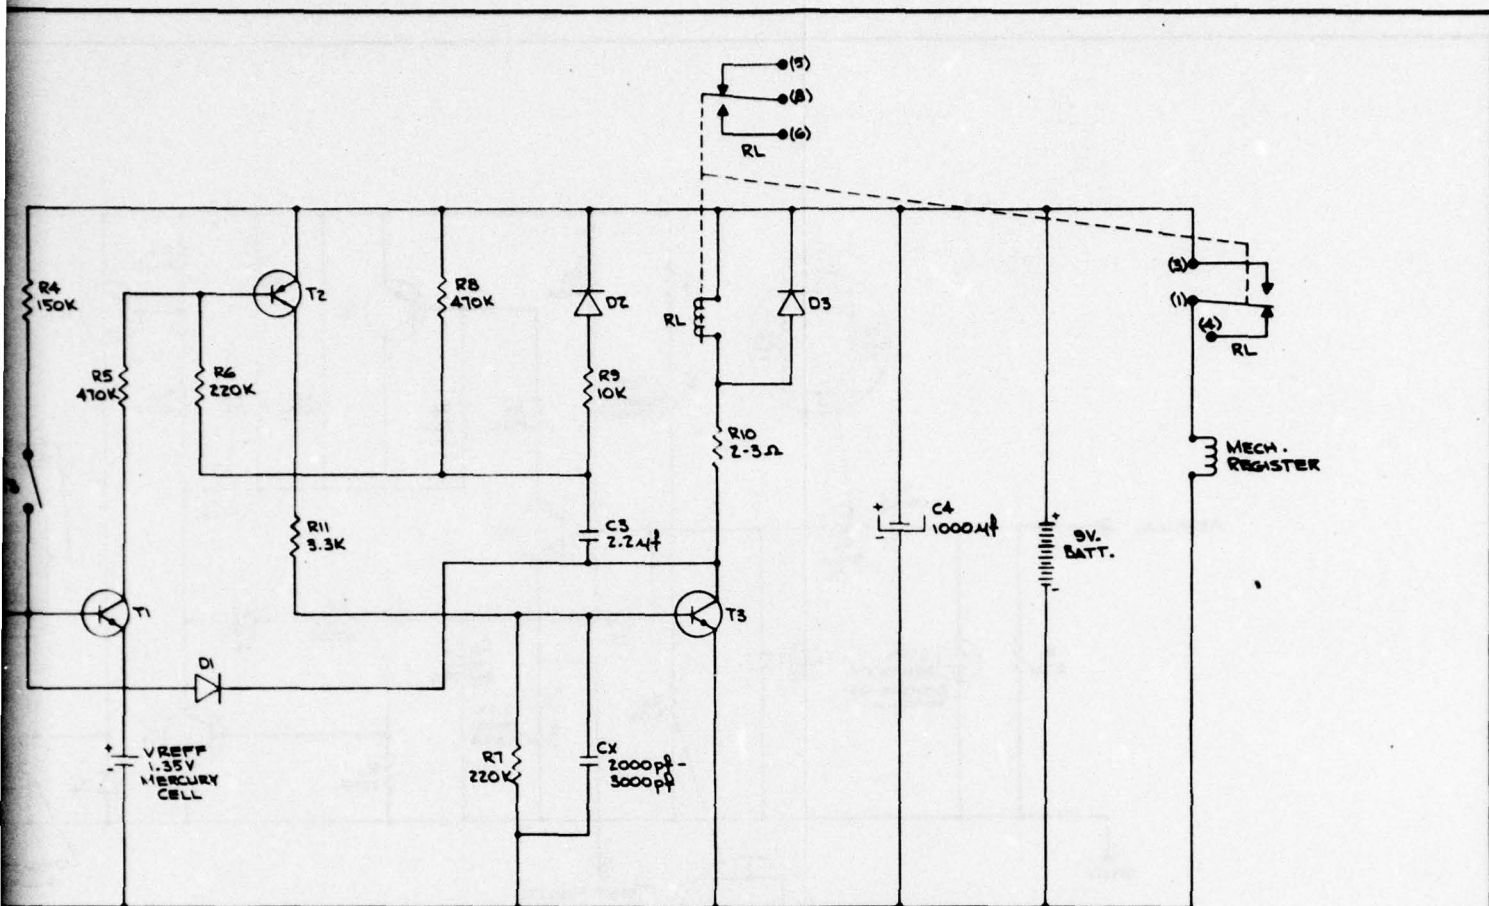 (5)
(8)
(6)
RL
R4
150K
T2
R8
470K
D2
RL
D3
(3)
(1)
(4)
RL
R5
470K
R6
220K
R9
10K
R10
2-3Ω
MECH.
REGISTER
R11
3.3K
C3
2.2µf
+
C4
1000µf
-
+
9V.
BATT.
-
T1
T3
D1
+
VREFF
1.35V
-
MERCURY
CELL
R7
220K
CX
2000pf-
3000pf